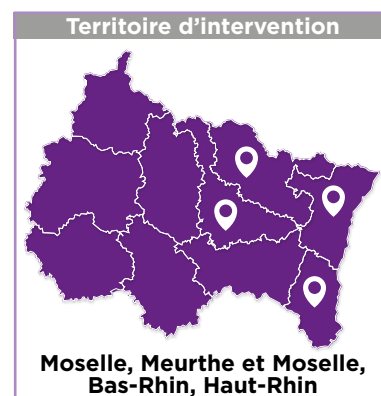 Territoire d'intervention
Moselle, Meurthe et Moselle,
Bas-Rhin, Haut-Rhin